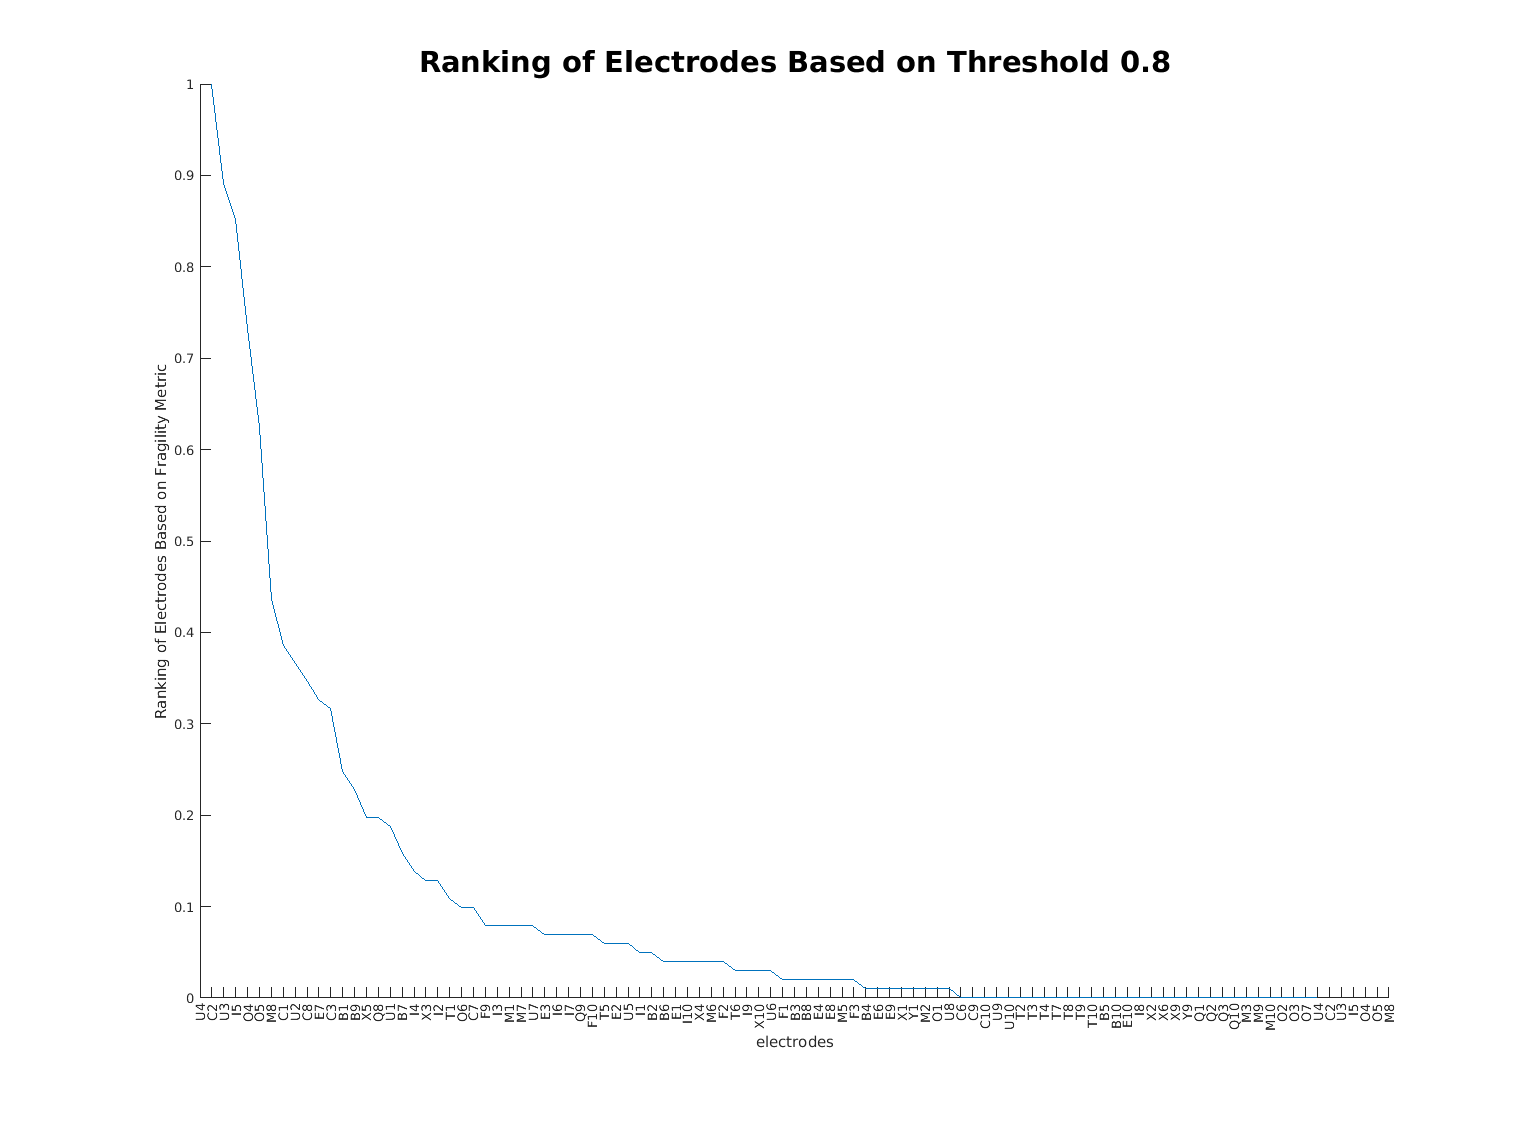 Ranking of Electrodes Based on Threshold 0.8
Ranking of Electrodes Based on Fragility Metric
1
0.9
0.8
0.7
0.6
0.5
0.4
0.3
0.2
0.1
0
U4 C2 U3 I5 O4 O5 M8 C1 U2 C8 E7 C3 B1 B9 X5 Q8 U1 B7 I4 X3 I2 T1 Q6 C7 F9 I3 M1 M7 U7 E3 I6 I7 Q9 F10 T5 E2 U5 I1 B2 B6 E1 I10 X4 M6 F2 T6 I9 X10 U6 F1 B3 B8 E4 E8 M5 F3 B4 E6 E9 X1 Y1 M2 O1 U8 C6 C9 C10 U9 U10 T2 T3 T4 T7 T8 T9 T10 B5 B10 E10 I8 X2 X6 X9 Y9 Q1 Q2 Q3 Q10 M3 M9 M10 O2 O3 O7 U4 C2 U3 I5 O4 O5 M8
electrodes